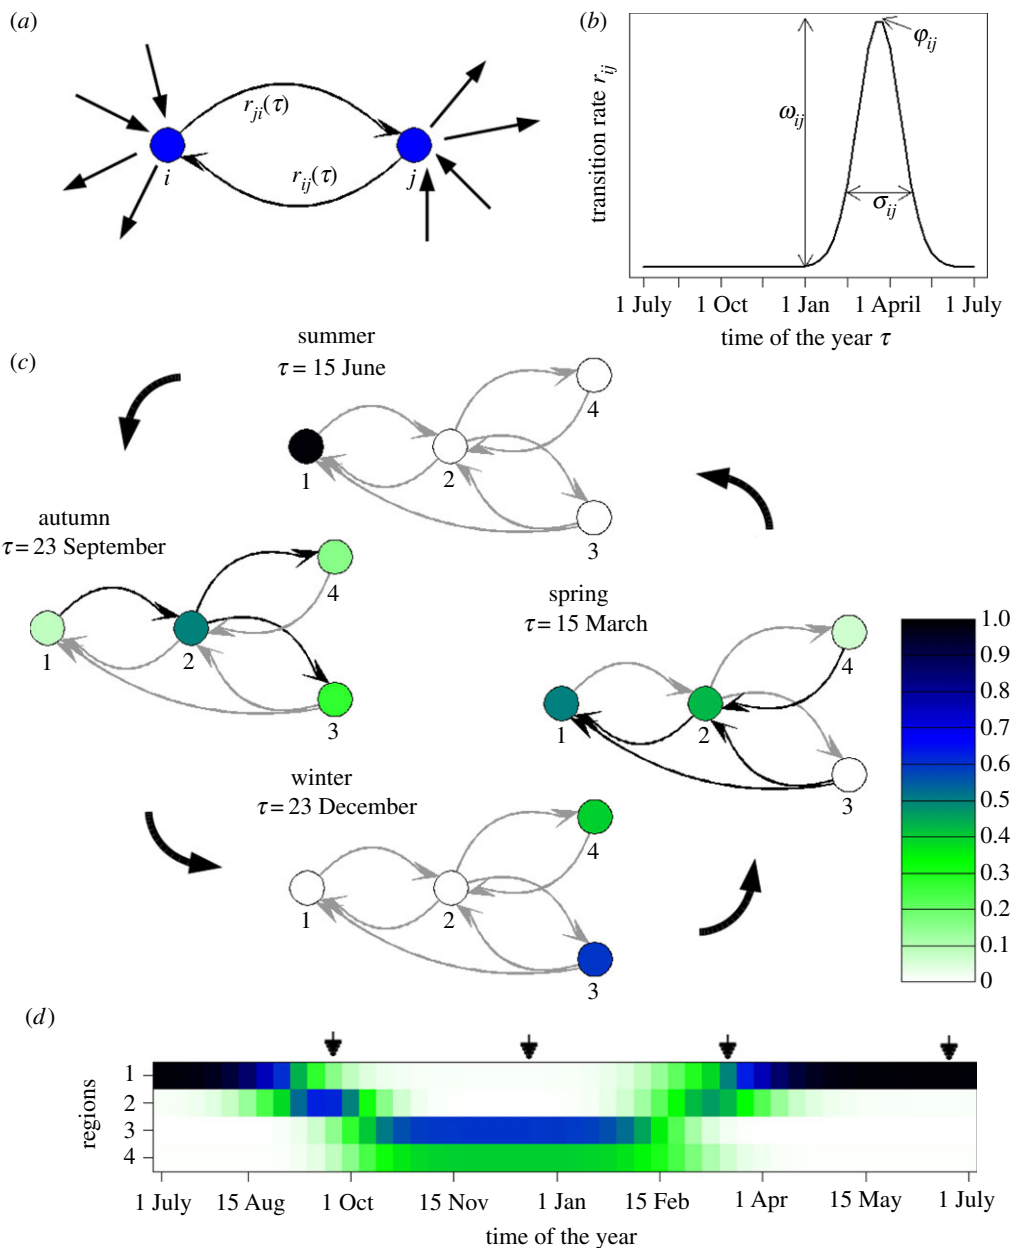 (a)
r_ji(τ)
r_ij(τ)
i
j
(b)
transition rate r_ij
φ_ij
ω_ij
σ_ij
1 July 1 Oct 1 Jan 1 April 1 July
time of the year τ
(c)
summer
τ = 15 June
1
2
3
4
autumn
τ = 23 September
1
2
3
4
spring
τ = 15 March
1
2
3
4
winter
τ = 23 December
1
2
3
4
1.0
0.9
0.8
0.7
0.6
0.5
0.4
0.3
0.2
0.1
0
(d)
regions
1
2
3
4
1 July 15 Aug 1 Oct 15 Nov 1 Jan 15 Feb 1 Apr 15 May 1 July
time of the year